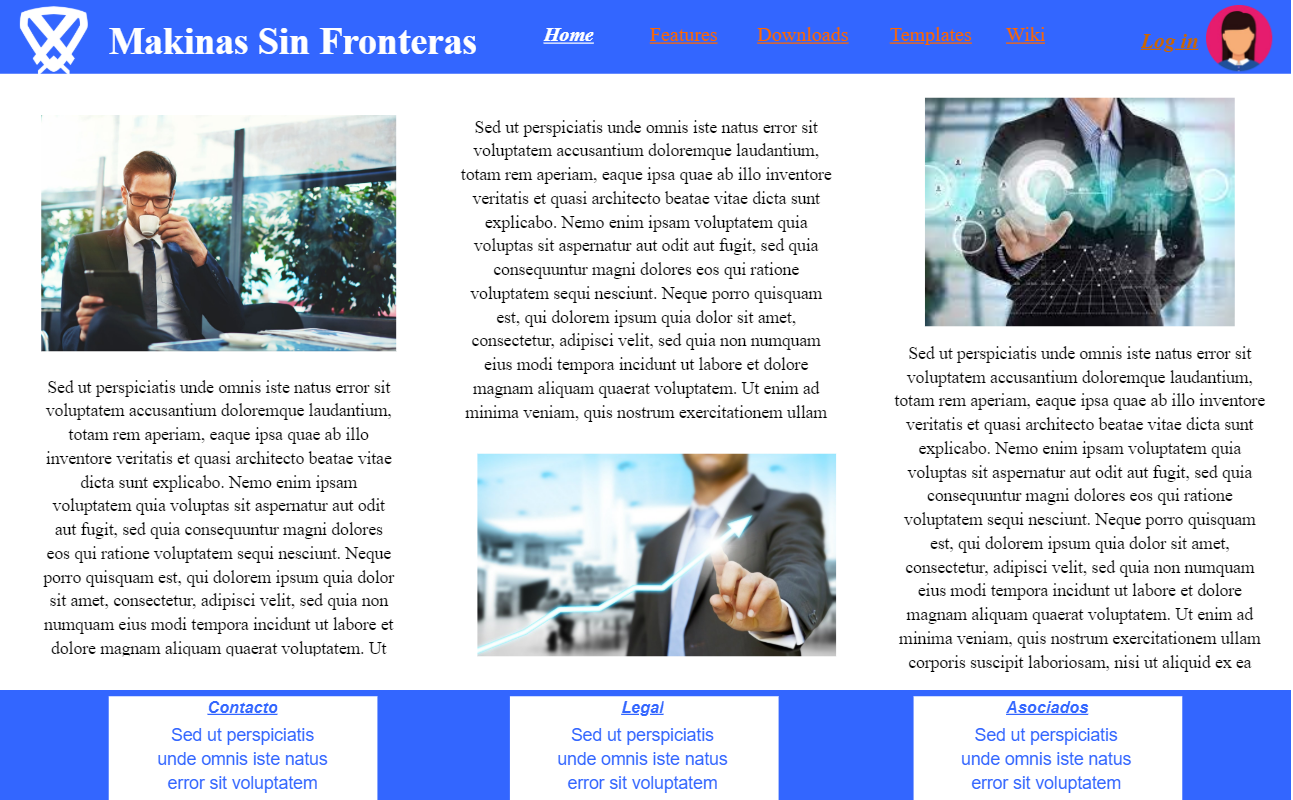 Makinas Sin Fronteras
Home
Features
Downloads
Templates
Wiki
Log in
Sed ut perspiciatis unde omnis iste natus error sit
voluptatem accusantium doloremque laudantium,
totam rem aperiam, eaque ipsa quae ab illo
inventore veritatis et quasi architecto beatae vitae
dicta sunt explicabo. Nemo enim ipsam
voluptatem quia voluptas sit aspernatur aut odit
aut fugit, sed quia consequuntur magni dolores
eos qui ratione voluptatem sequi nesciunt. Neque
porro quisquam est, qui dolorem ipsum quia dolor
sit amet, consectetur, adipisci velit, sed quia non
numquam eius modi tempora incidunt ut labore et
dolore magnam aliquam quaerat voluptatem. Ut
Sed ut perspiciatis unde omnis iste natus error sit
voluptatem accusantium doloremque laudantium,
totam rem aperiam, eaque ipsa quae ab illo inventore
veritatis et quasi architecto beatae vitae dicta sunt
explicabo. Nemo enim ipsam voluptatem quia
voluptas sit aspernatur aut odit aut fugit, sed quia
consequuntur magni dolores eos qui ratione
voluptatem sequi nesciunt. Neque porro quisquam
est, qui dolorem ipsum quia dolor sit amet,
consectetur, adipisci velit, sed quia non numquam
eius modi tempora incidunt ut labore et dolore
magnam aliquam quaerat voluptatem. Ut enim ad
minima veniam, quis nostrum exercitationem ullam
Sed ut perspiciatis unde omnis iste natus error sit
voluptatem accusantium doloremque laudantium,
totam rem aperiam, eaque ipsa quae ab illo inventore
veritatis et quasi architecto beatae vitae dicta sunt
explicabo. Nemo enim ipsam voluptatem quia
voluptas sit aspernatur aut odit aut fugit, sed quia
consequuntur magni dolores eos qui ratione
voluptatem sequi nesciunt. Neque porro quisquam
est, qui dolorem ipsum quia dolor sit amet,
consectetur, adipisci velit, sed quia non numquam
eius modi tempora incidunt ut labore et dolore
magnam aliquam quaerat voluptatem. Ut enim ad
minima veniam, quis nostrum exercitationem ullam
corporis suscipit laboriosam, nisi ut aliquid ex ea
Contacto
Sed ut perspiciatis
unde omnis iste natus
error sit voluptatem
Legal
Sed ut perspiciatis
unde omnis iste natus
error sit voluptatem
Asociados
Sed ut perspiciatis
unde omnis iste natus
error sit voluptatem